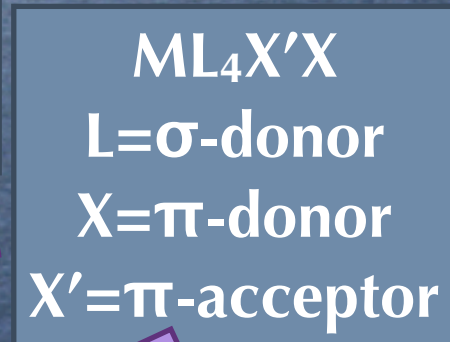 ML₄X′X
L=σ-donor
X=π-donor
X′=π-acceptor